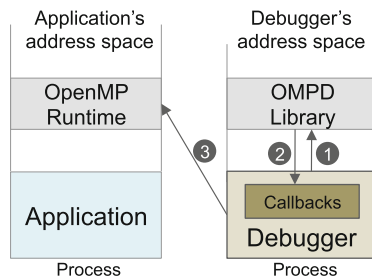 Application's
address space
Debugger's
address space
OpenMP
Runtime
OMPD
Library
3
2
1
Application
Callbacks
Debugger
Process
Process